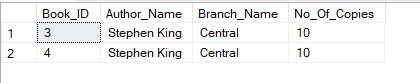 Book_ID Author_Name Branch_Name No_Of_Copies
1 3 Stephen King Central 10
2 4 Stephen King Central 10